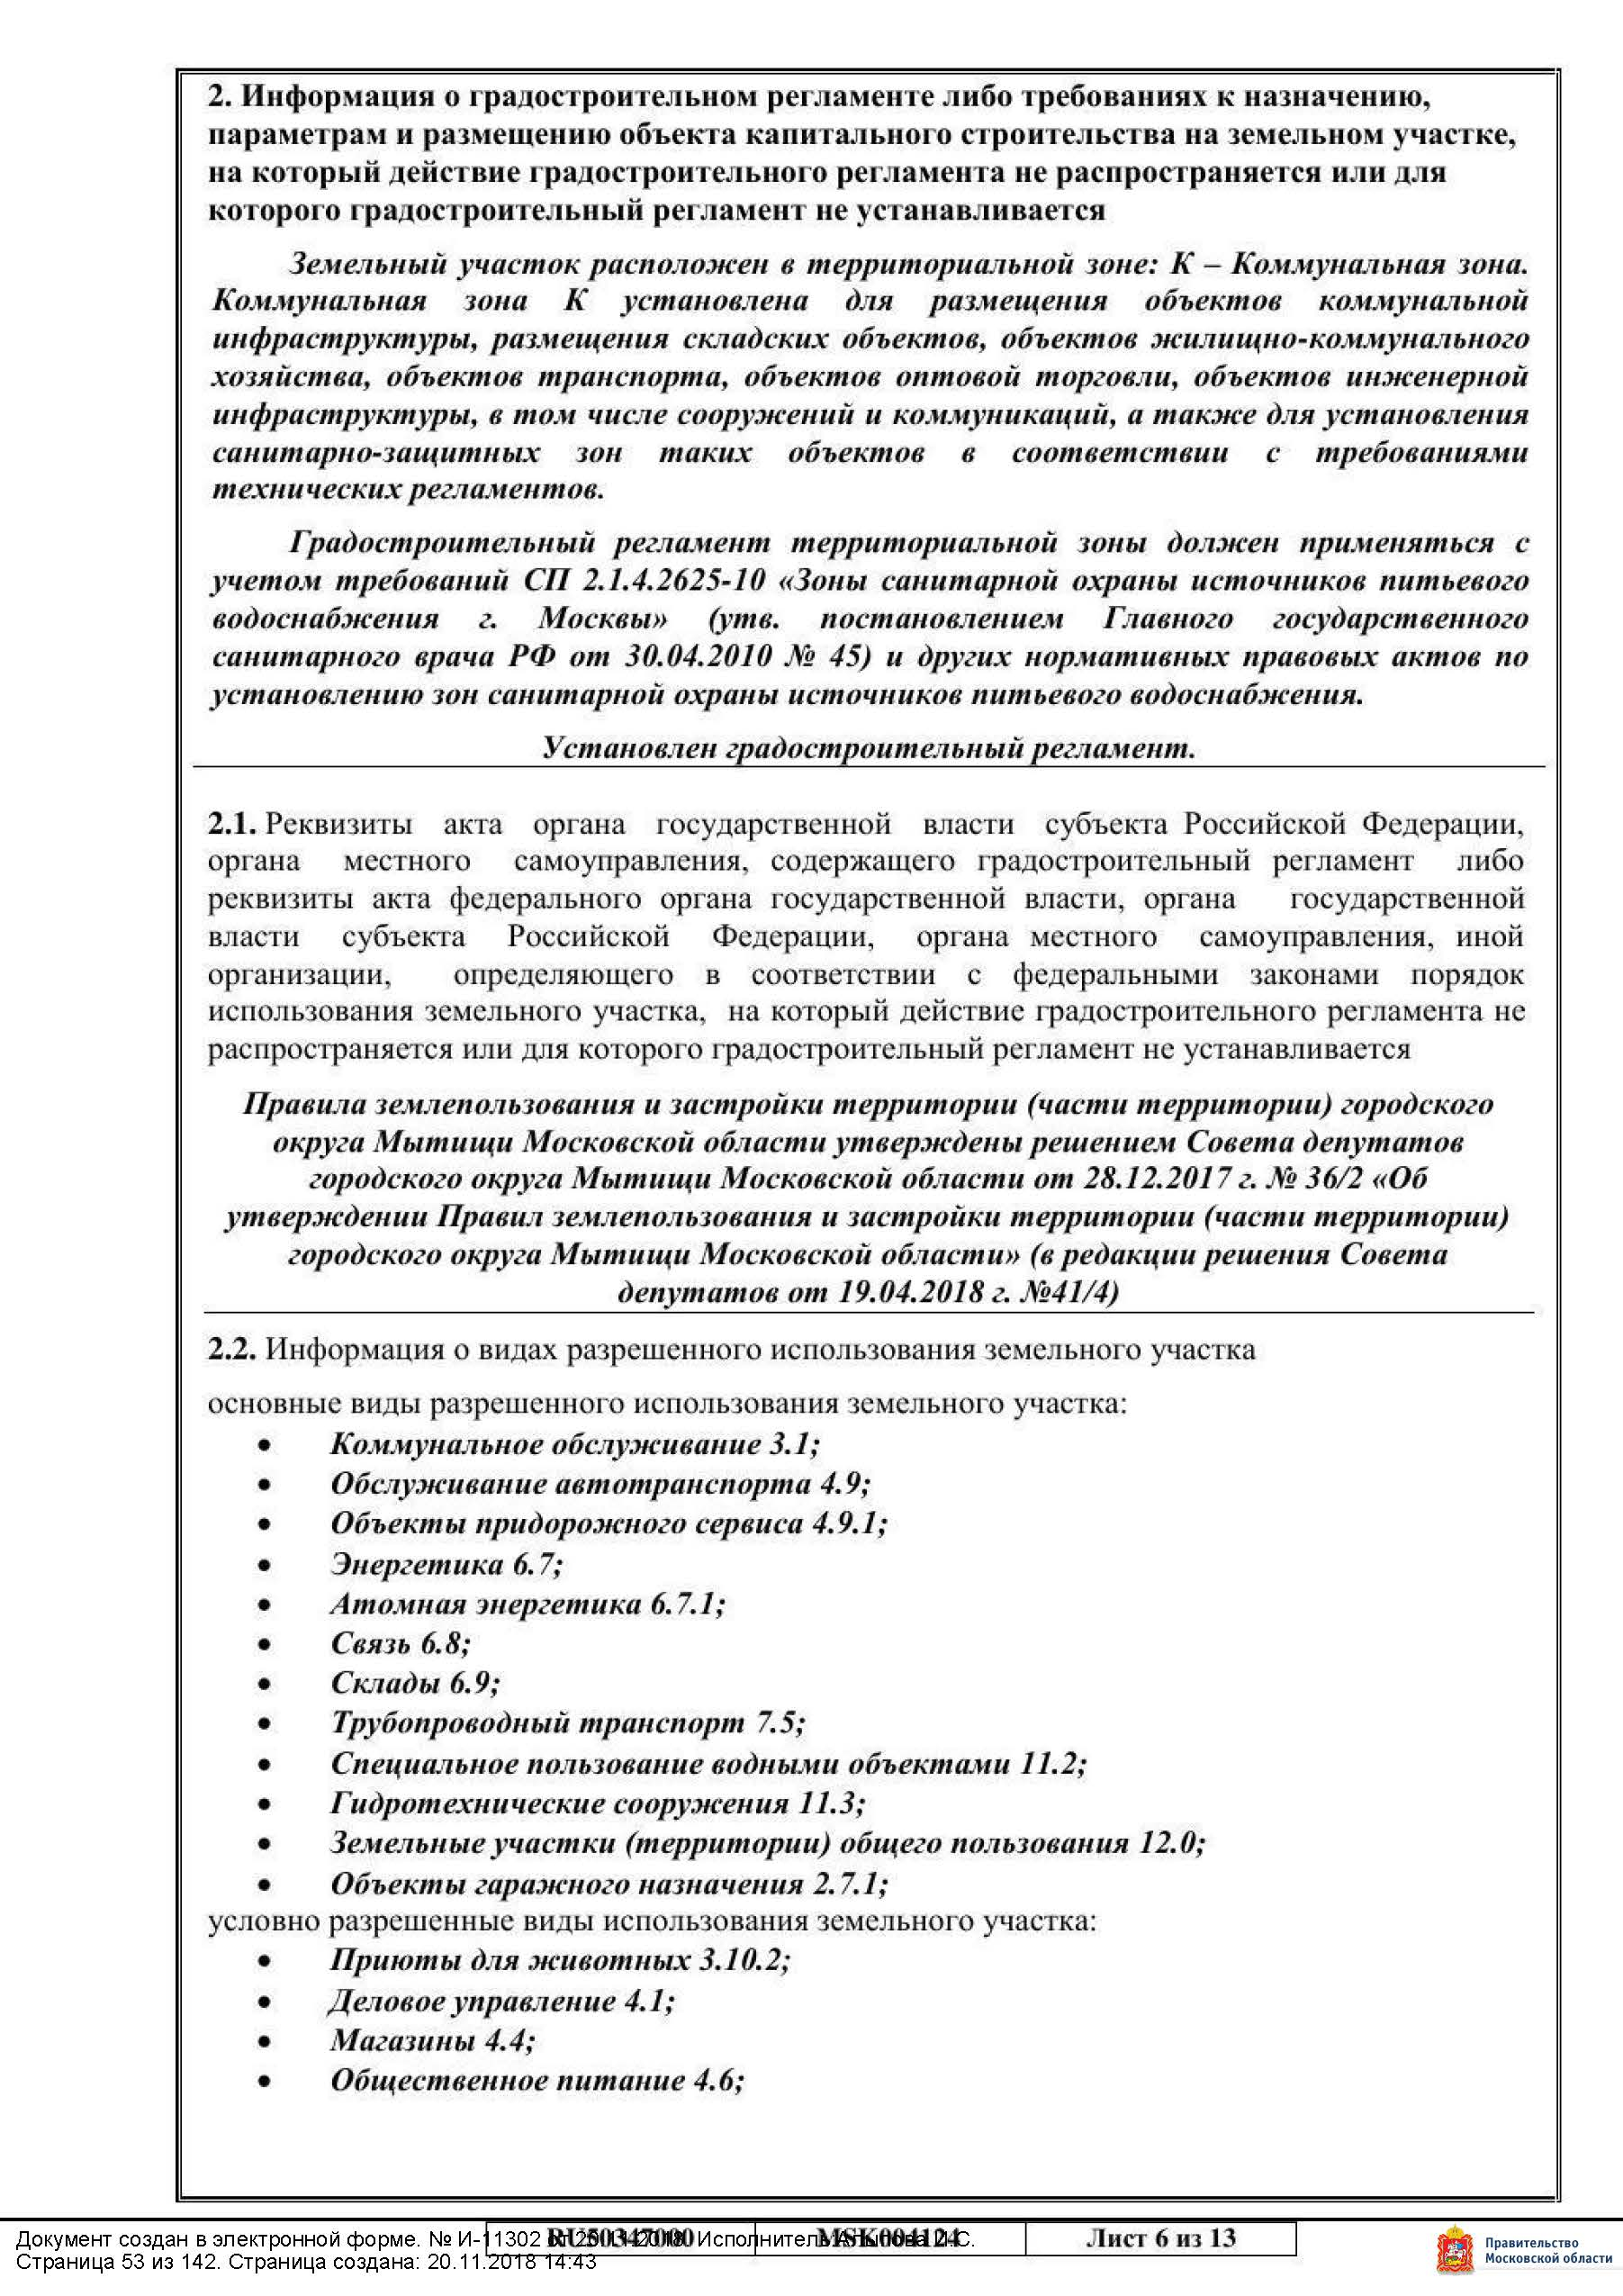 2. Информация о градостроительном регламенте либо требованиях к назначению,
параметрам и размещению объекта капитального строительства на земельном участке,
на который действие градостроительного регламента не распространяется или для
которого градостроительный регламент не устанавливается
Земельный участок расположен в территориальной зоне: К – Коммунальная зона.
Коммунальная зона К установлена для размещения объектов коммунальной
инфраструктуры, размещения складских объектов, объектов жилищно-коммунального
хозяйства, объектов транспорта, объектов оптовой торговли, объектов инженерной
инфраструктуры, в том числе сооружений и коммуникаций, а также для установления
санитарно-защитных зон таких объектов в соответствии с требованиями
технических регламентов.
Градостроительный регламент территориальной зоны должен применяться с
учетом требований СП 2.1.4.2625-10 «Зоны санитарной охраны источников питьевого
водоснабжения г. Москвы» (утв. постановлением Главного государственного
санитарного врача РФ от 30.04.2010 № 45) и других нормативных правовых актов по
установлению зон санитарной охраны источников питьевого водоснабжения.
Установлен градостроительный регламент.
2.1. Реквизиты акта органа государственной власти субъекта Российской Федерации,
органа местного самоуправления, содержащего градостроительный регламент либо
реквизиты акта федерального органа государственной власти, органа государственной
власти субъекта Российской Федерации, органа местного самоуправления, иной
организации, определяющего в соответствии с федеральными законами порядок
использования земельного участка, на который действие градостроительного регламента не
распространяется или для которого градостроительный регламент не устанавливается
Правила землепользования и застройки территории (части территории) городского
округа Мытищи Московской области утверждены решением Совета депутатов
городского округа Мытищи Московской области от 28.12.2017 г. № 36/2 «Об
утверждении Правил землепользования и застройки территории (части территории)
городского округа Мытищи Московской области» (в редакции решения Совета
депутатов от 19.04.2018 г. №41/4)
2.2. Информация о видах разрешенного использования земельного участка
основные виды разрешенного использования земельного участка:
• Коммунальное обслуживание 3.1;
• Обслуживание автотранспорта 4.9;
• Объекты придорожного сервиса 4.9.1;
• Энергетика 6.7;
• Атомная энергетика 6.7.1;
• Связь 6.8;
• Склады 6.9;
• Трубопроводный транспорт 7.5;
• Специальное пользование водными объектами 11.2;
• Гидротехнические сооружения 11.3;
• Земельные участки (территории) общего пользования 12.0;
• Объекты гаражного назначения 2.7.1;
условно разрешенные виды использования земельного участка:
• Приюты для животных 3.10.2;
• Деловое управление 4.1;
• Магазины 4.4;
• Общественное питание 4.6;
Документ создан в электронной форме. № И-11302 от 20.11.2018. Исполнитель
RU50347000 MSK004124 Лист 6 из 13
Страница 53 из 142. Страница создана: 20.11.2018 14:43
Правительство
Московской области